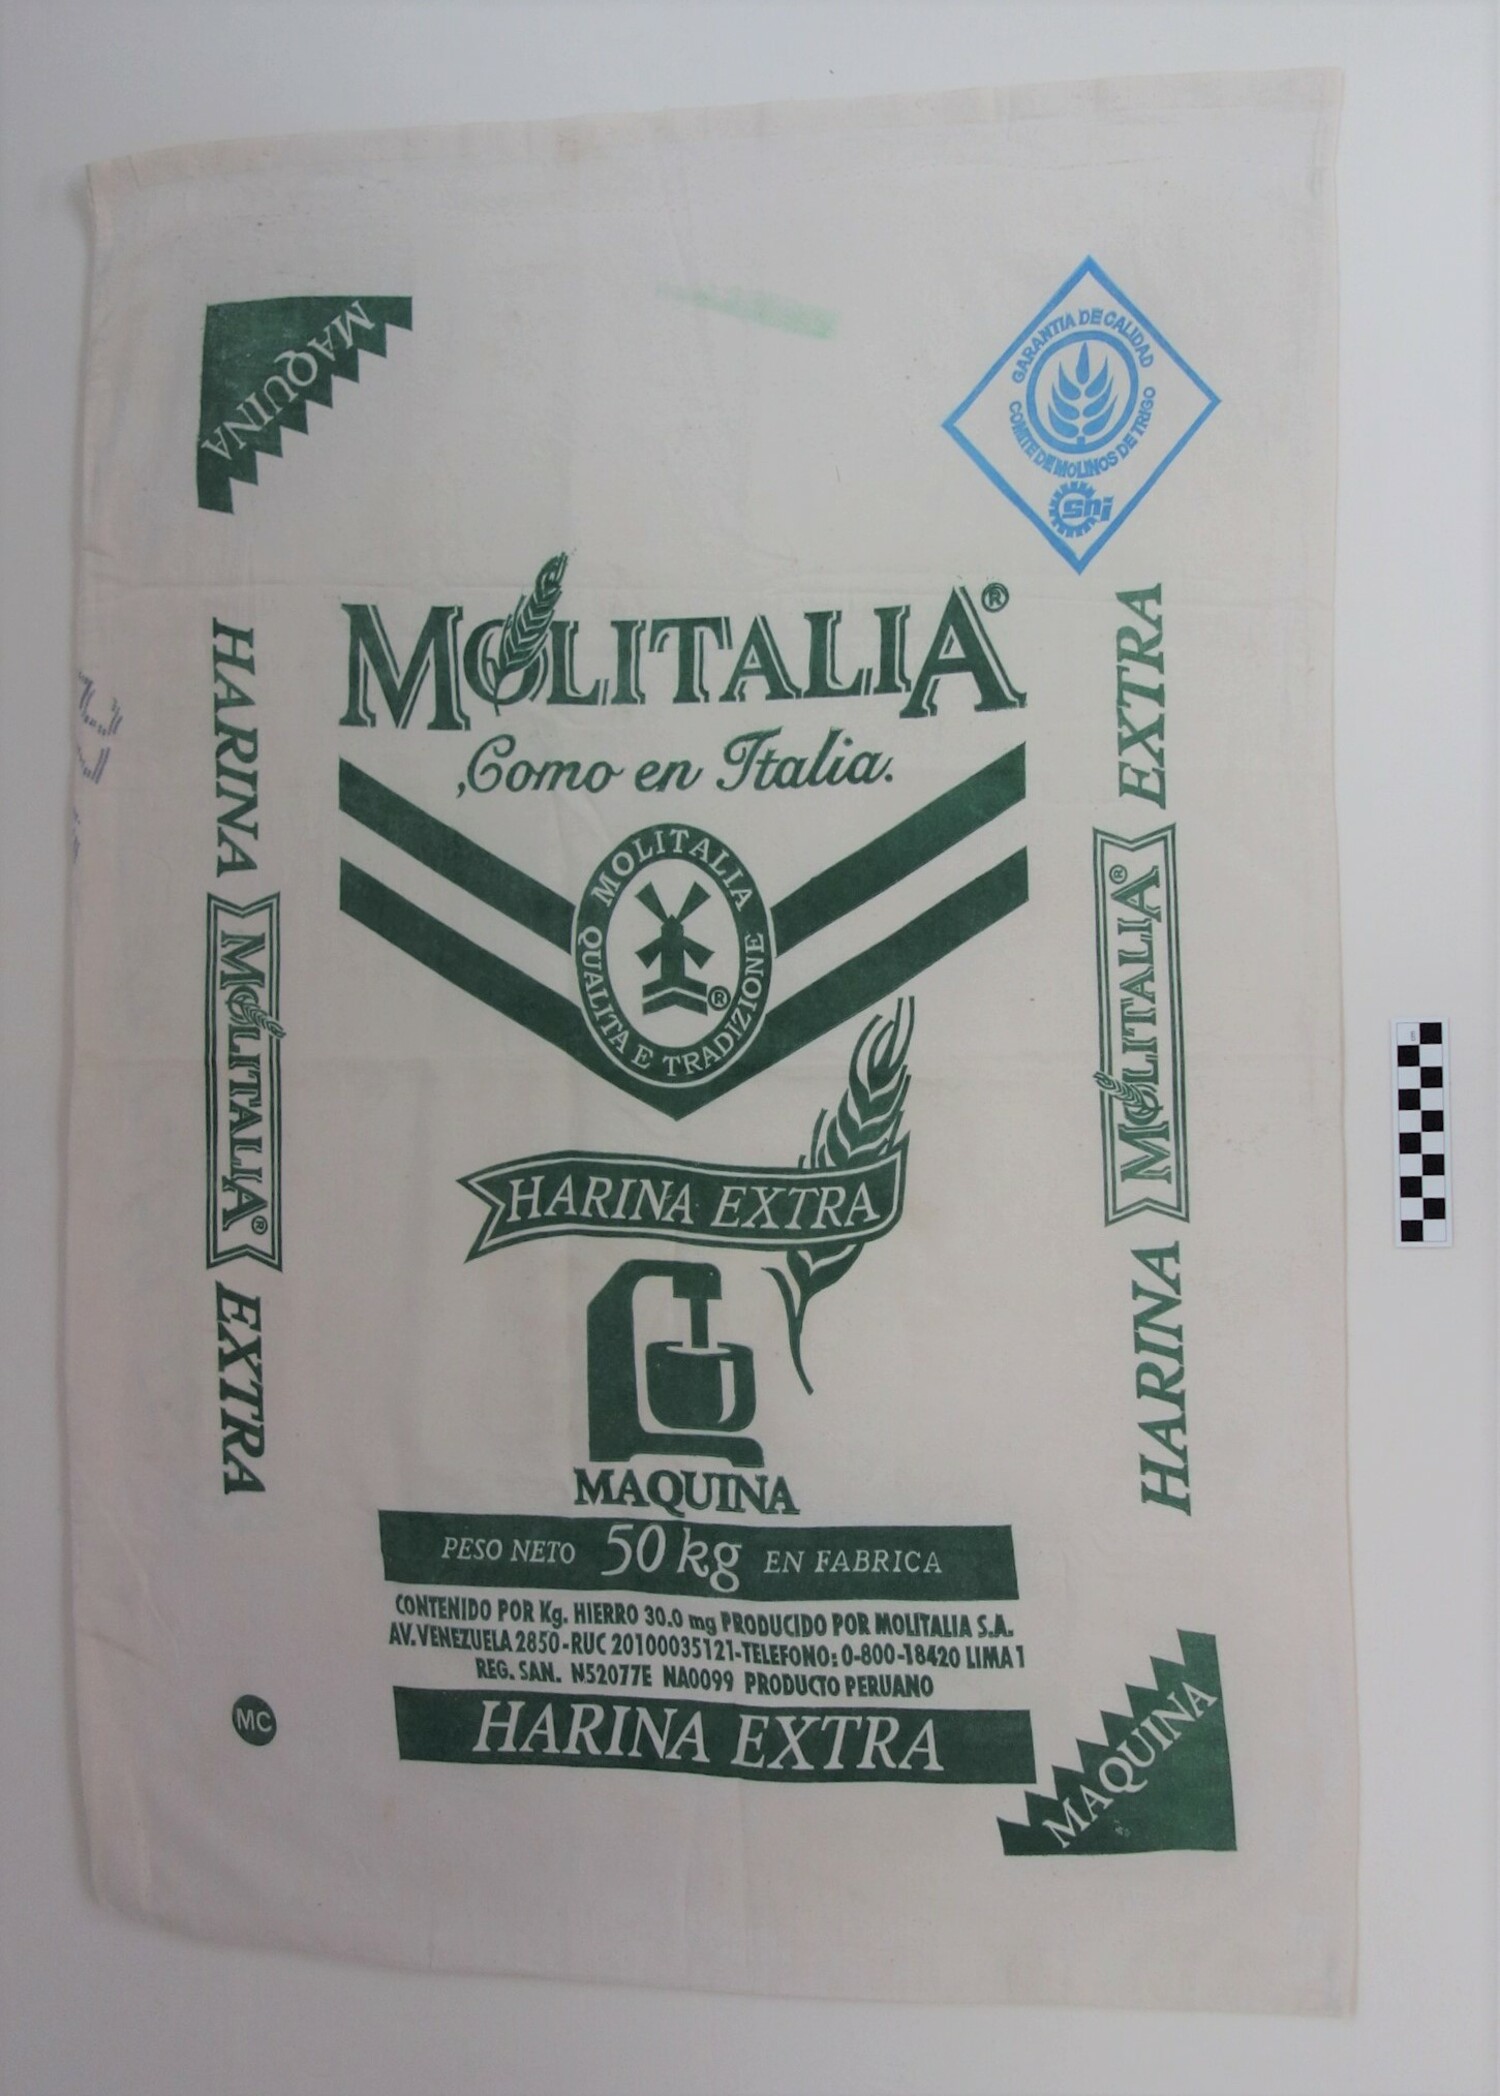 MAQUINA
GARANTIA DE CALIDAD
COMITE DE MOLINOS DE TRIGO
sni
MOLITALIA®
Como en Italia.
MOLITALIA
QUALITA E TRADIZIONE
®
HARINA MOLITALIA® EXTRA
HARINA MOLITALIA® EXTRA
HARINA EXTRA
MAQUINA
PESO NETO 50 kg EN FABRICA
CONTENIDO POR Kg. HIERRO 30.0 mg PRODUCIDO POR MOLITALIA S.A.
AV. VENEZUELA 2850-RUC 20100035121-TELEFONO: 0-800-18420 LIMA 1
REG. SAN. N52077E NA0099 PRODUCTO PERUANO
HARINA EXTRA
MC
MAQUINA